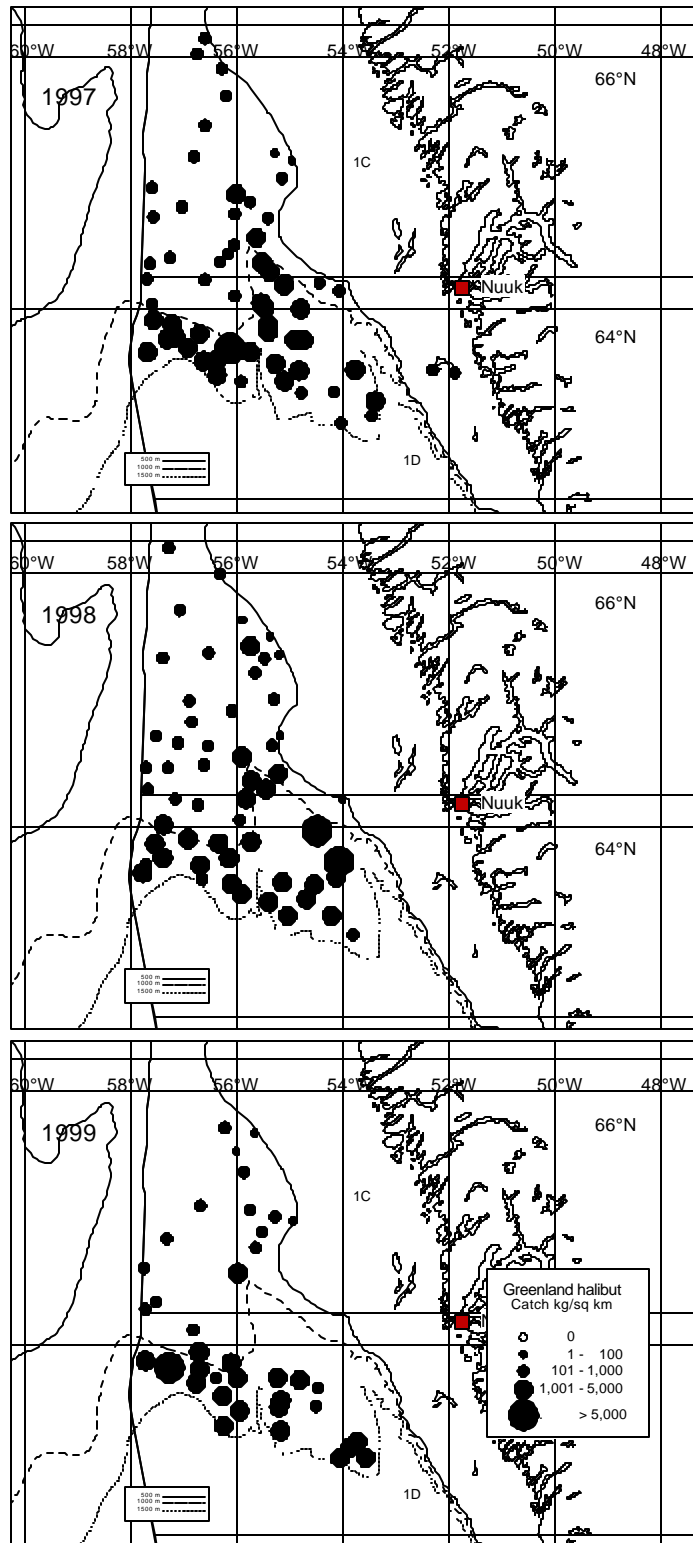 60°W 58°W 56°W 54°W 52°W 50°W 48°W
1997
66°N
1C
Nuuk
64°N
500 m
1000 m
1500 m
1D
60°W 58°W 56°W 54°W 52°W 50°W 48°W
1998
66°N
Nuuk
64°N
500 m
1000 m
1500 m
60°W 58°W 56°W 54°W 52°W 50°W 48°W
1999
66°N
1C
Greenland halibut
Catch kg/sq km
N
0
1 - 100
101 - 1,000
1,001 - 5,000
> 5,000
500 m
1000 m
1500 m
1D